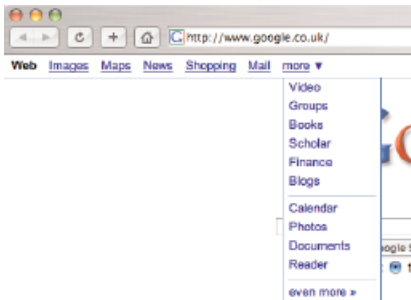 http://www.google.co.uk/
Web Images Maps News Shopping Mail more ▼
Video
Groups
Books
Scholar
Finance
Blogs
Calendar
Photos
Documents
Reader
even more »